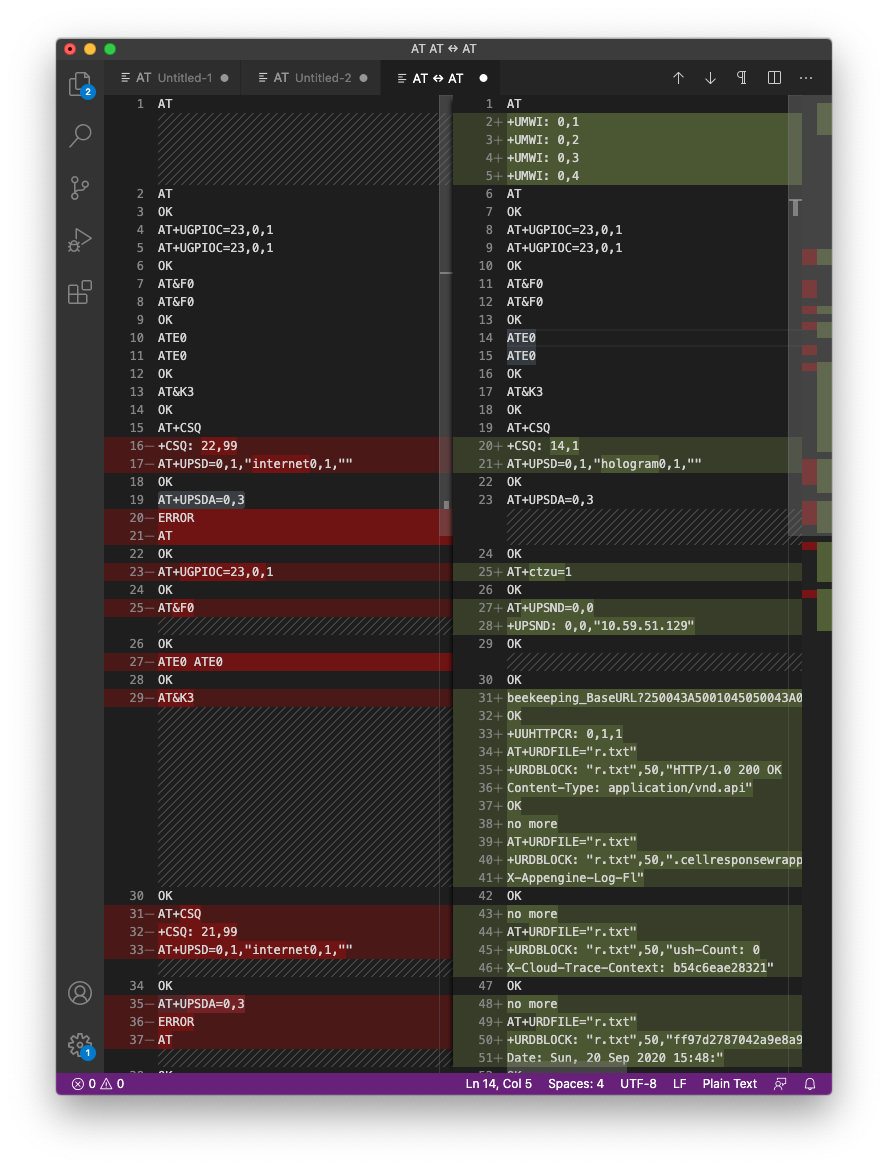 AT AT ↔ AT
AT Untitled-1 ●
AT Untitled-2 ●
AT ↔ AT ●
2
1 AT
2 AT
3 OK
4 AT+UGPIOC=23,0,1
5 AT+UGPIOC=23,0,1
6 OK
7 AT&F0
8 AT&F0
9 OK
10 ATE0
11 ATE0
12 OK
13 AT&K3
14 OK
15 AT+CSQ
16— +CSQ: 22,99
17— AT+UPSD=0,1,"internet0,1,""
18 OK
19 AT+UPSDA=0,3
20— ERROR
21— AT
22 OK
23— AT+UGPIOC=23,0,1
24 OK
25— AT&F0
26 OK
27— ATE0 ATE0
28 OK
29— AT&K3
30 OK
31— AT+CSQ
32— +CSQ: 21,99
33— AT+UPSD=0,1,"internet0,1,""
34 OK
35— AT+UPSDA=0,3
36— ERROR
37— AT
1 AT
2+ +UMWI: 0,1
3+ +UMWI: 0,2
4+ +UMWI: 0,3
5+ +UMWI: 0,4
6 AT
7 OK
8 AT+UGPIOC=23,0,1
9 AT+UGPIOC=23,0,1
10 OK
11 AT&F0
12 AT&F0
13 OK
14 ATE0
15 ATE0
16 OK
17 AT&K3
18 OK
19 AT+CSQ
20+ +CSQ: 14,1
21+ AT+UPSD=0,1,"hologram0,1,""
22 OK
23 AT+UPSDA=0,3
24 OK
25+ AT+ctzu=1
26 OK
27+ AT+UPSND=0,0
28+ +UPSND: 0,0,"10.59.51.129"
29 OK
30 OK
31+ beekeeping_BaseURL?250043A5001045050043A0
32+ OK
33+ +UUHTTPCR: 0,1,1
34+ AT+URDFILE="r.txt"
35+ +URDBLOCK: "r.txt",50,"HTTP/1.0 200 OK
36+ Content-Type: application/vnd.api"
37+ OK
38+ no more
39+ AT+URDFILE="r.txt"
40+ +URDBLOCK: "r.txt",50,".cellresponsewrapp
41+ X-Appengine-Log-Fl"
42 OK
43+ no more
44+ AT+URDFILE="r.txt"
45+ +URDBLOCK: "r.txt",50,"ush-Count: 0
46+ X-Cloud-Trace-Context: b54c6eae28321"
47 OK
48+ no more
49+ AT+URDFILE="r.txt"
50+ +URDBLOCK: "r.txt",50,"ff97d2787042a9e8a9
51+ Date: Sun, 20 Sep 2020 15:48:"
1
0 0
Ln 14, Col 5 Spaces: 4 UTF-8 LF Plain Text